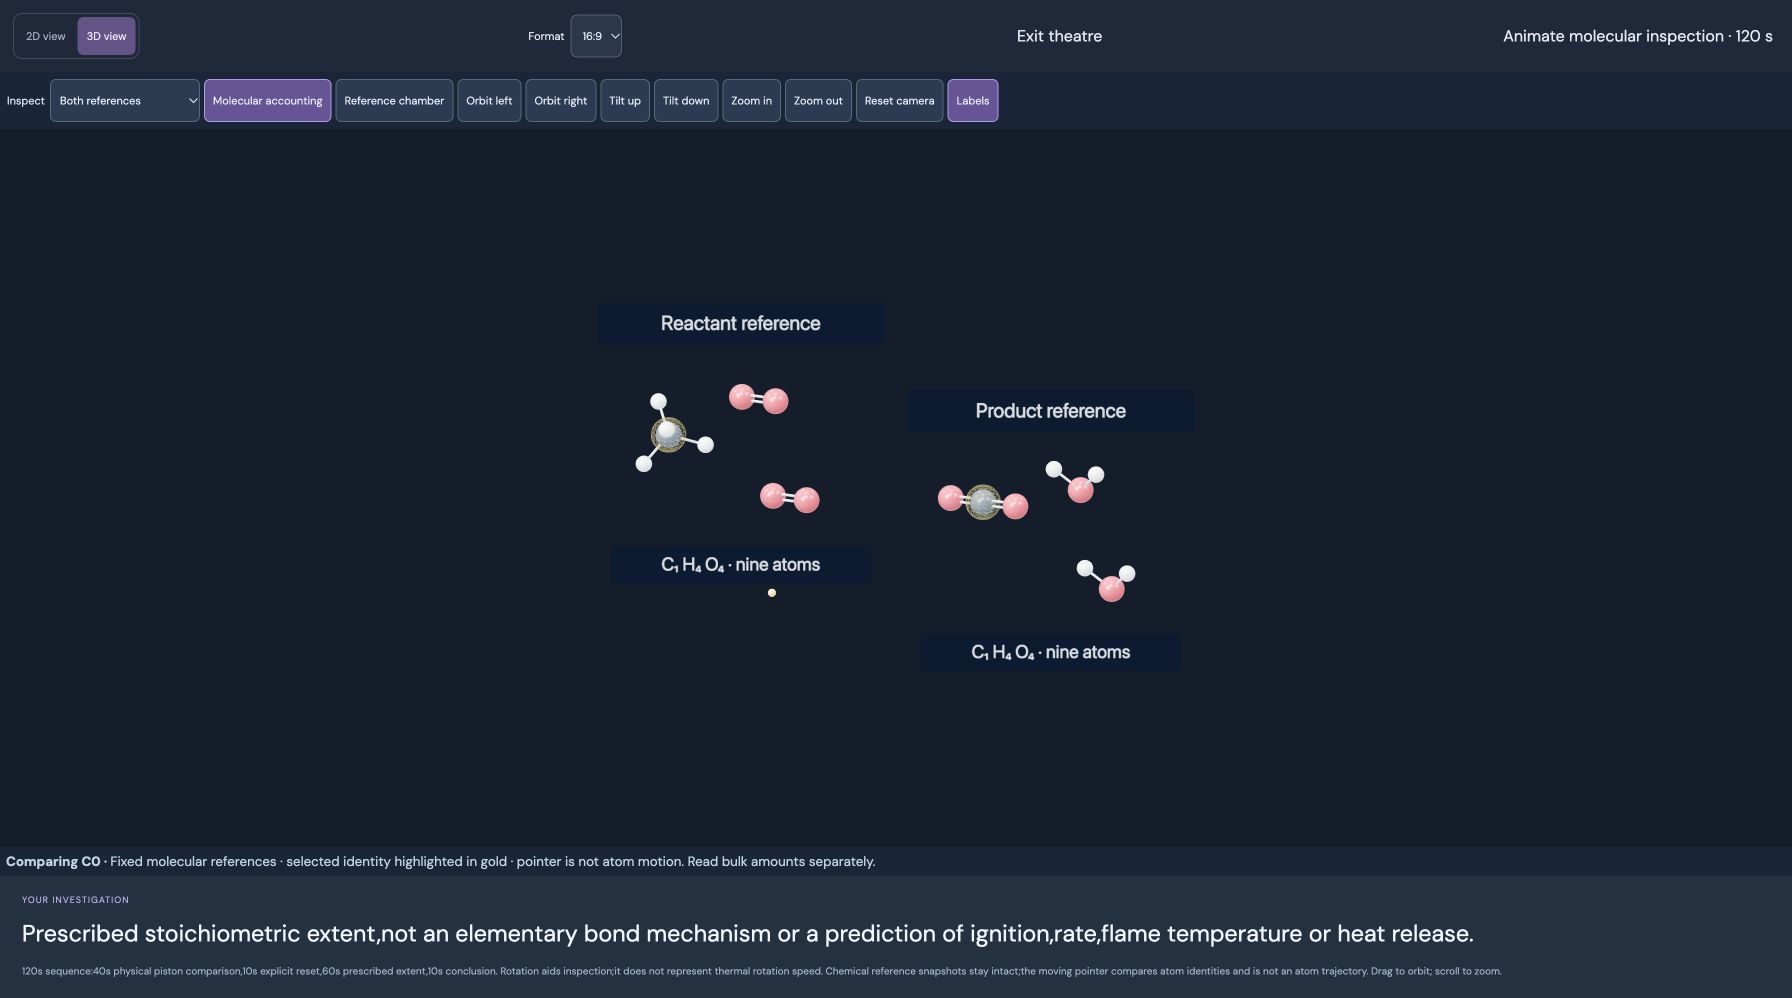 2D view 3D view Format 16:9 Exit theatre Animate molecular inspection · 120 s
Inspect Both references Molecular accounting Reference chamber Orbit left Orbit right Tilt up Tilt down Zoom in Zoom out Reset camera Labels
Reactant reference
Product reference
C₁ H₄ O₄ · nine atoms
C₁ H₄ O₄ · nine atoms
Comparing C0 · Fixed molecular references · selected identity highlighted in gold · pointer is not atom motion. Read bulk amounts separately.
YOUR INVESTIGATION
Prescribed stoichiometric extent,not an elementary bond mechanism or a prediction of ignition,rate,flame temperature or heat release.
120s sequence:40s physical piston comparison,10s explicit reset,60s prescribed extent,10s conclusion. Rotation aids inspection;it does not represent thermal rotation speed. Chemical reference snapshots stay intact;the moving pointer compares atom identities and is not an atom trajectory. Drag to orbit; scroll to zoom.